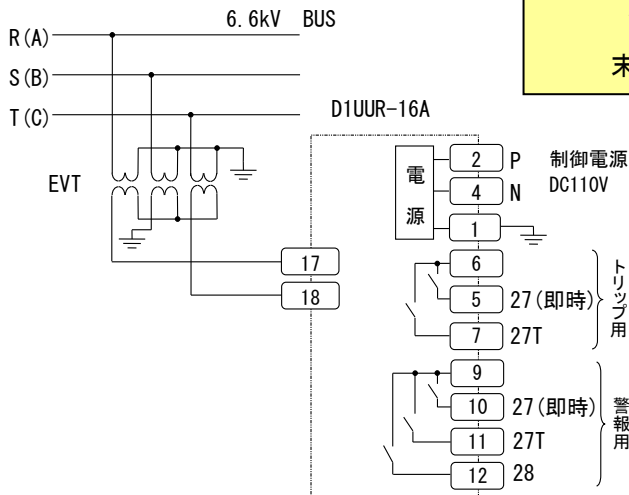 6.6kV BUS
R(A)
S(B)
T(C)
末
D1UUR-16A
EVT
電源
2 P 制御電源
4 N DC110V
1
17
18
6
5 27(即時)
7 27T
トリップ用
9
10 27(即時)
11 27T
12 28
警報用